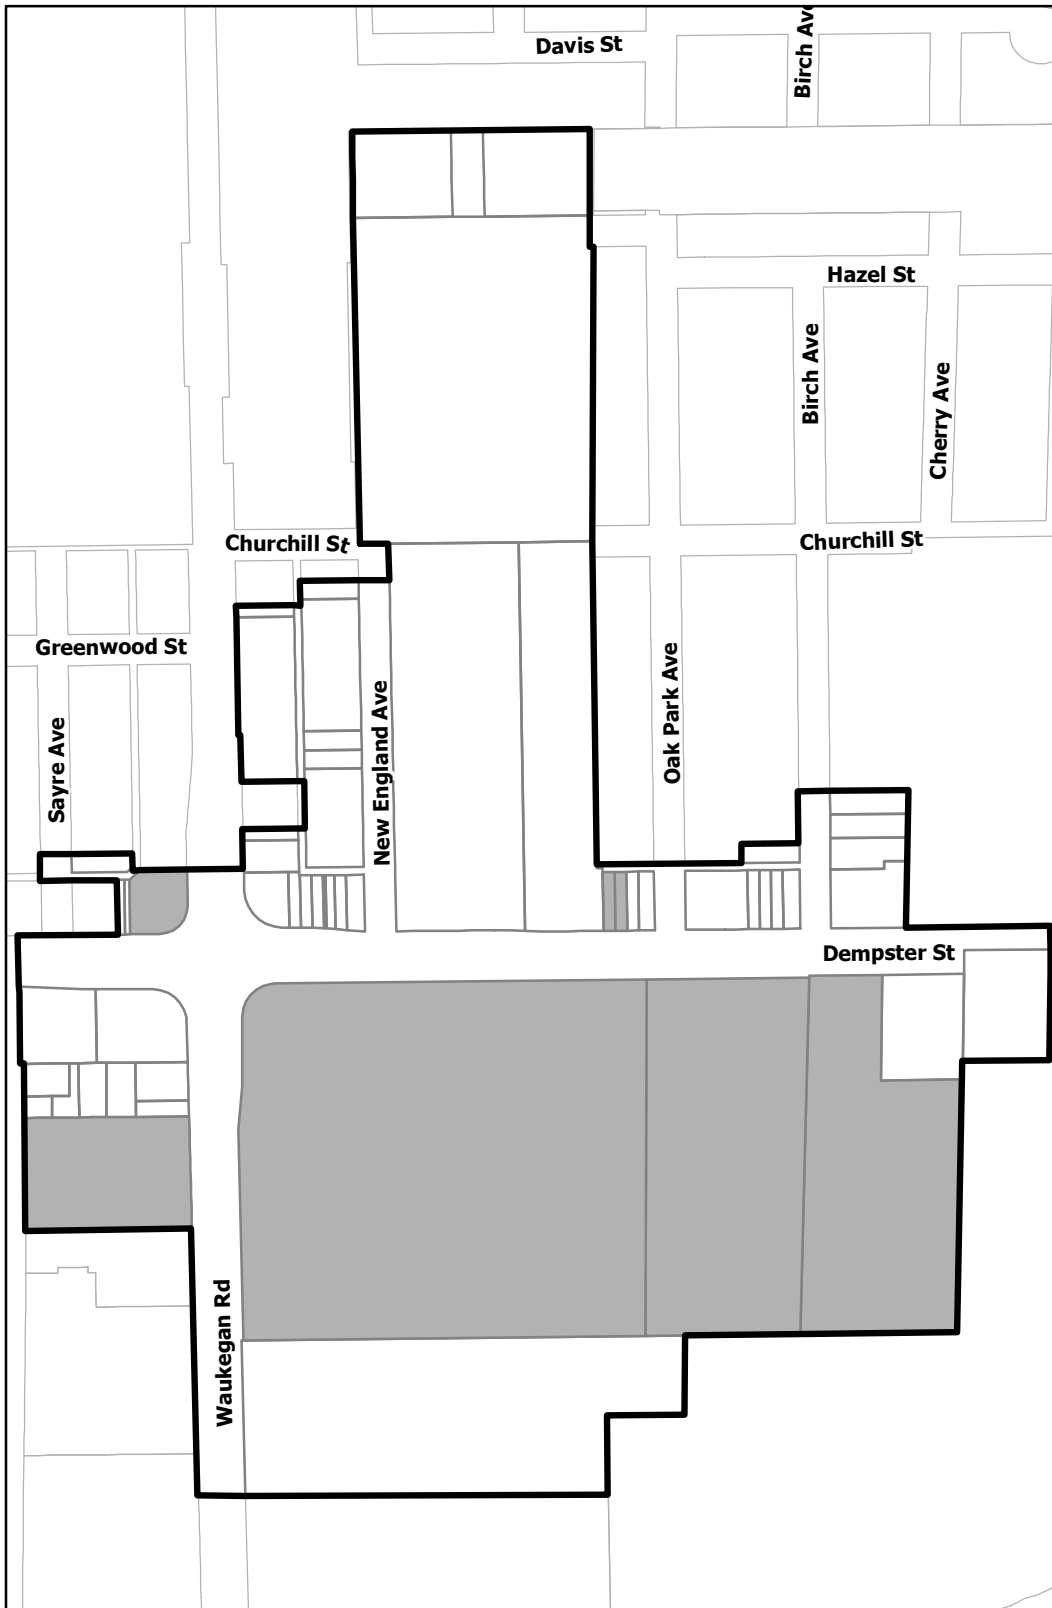 Davis St
Birch Ave
Hazel St
Birch Ave
Cherry Ave
Churchill St
Churchill St
Greenwood St
Oak Park Ave
New England Ave
Sayre Ave
Dempster St
Waukegan Rd